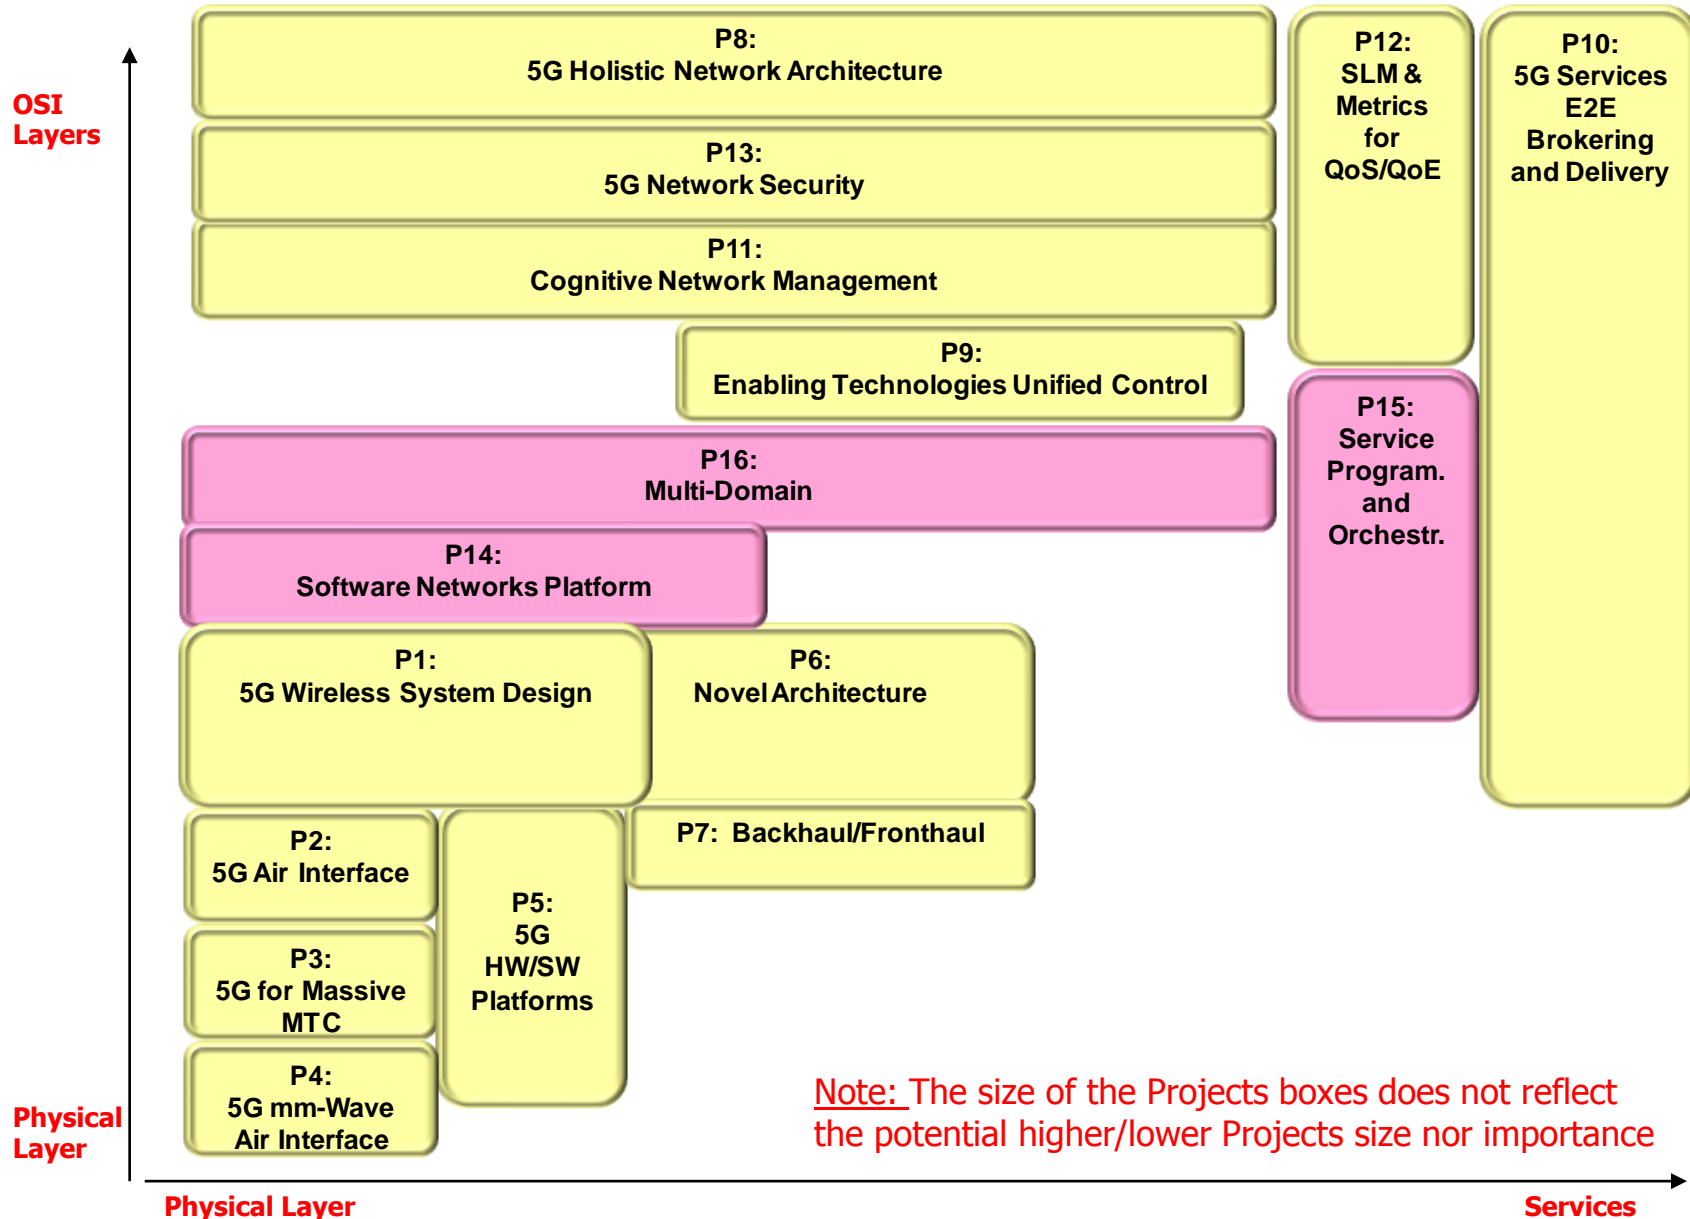 P8:
5G Holistic Network Architecture
P12:
SLM &
Metrics
for
QoS/QoE
P10:
5G Services
E2E
Brokering
and Delivery
OSI
Layers
P13:
5G Network Security
P11:
Cognitive Network Management
P9:
Enabling Technologies Unified Control
P15:
Service
Program.
and
Orchestr.
P16:
Multi-Domain
P14:
Software Networks Platform
P1:
5G Wireless System Design
P6:
Novel Architecture
P2:
5G Air Interface
P7: Backhaul/Fronthaul
P5:
5G
HW/SW
Platforms
P3:
5G for Massive
MTC
P4:
5G mm-Wave
Air Interface
Note: The size of the Projects boxes does not reflect
the potential higher/lower Projects size nor importance
Physical
Layer
Physical Layer
Services